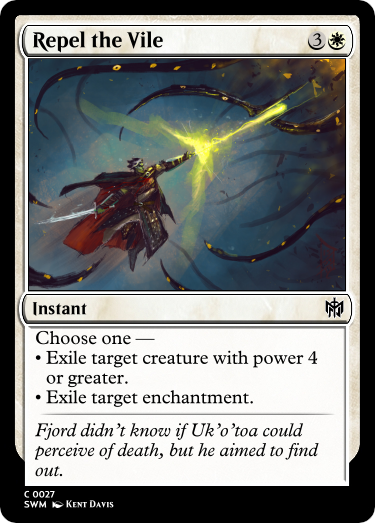 Repel the Vile 3
Instant
Choose one —
• Exile target creature with power 4
or greater.
• Exile target enchantment.
Fjord didn't know if Uk'o'toa could
perceive of death, but he aimed to find
out.
C 0027
SWM Kent Davis